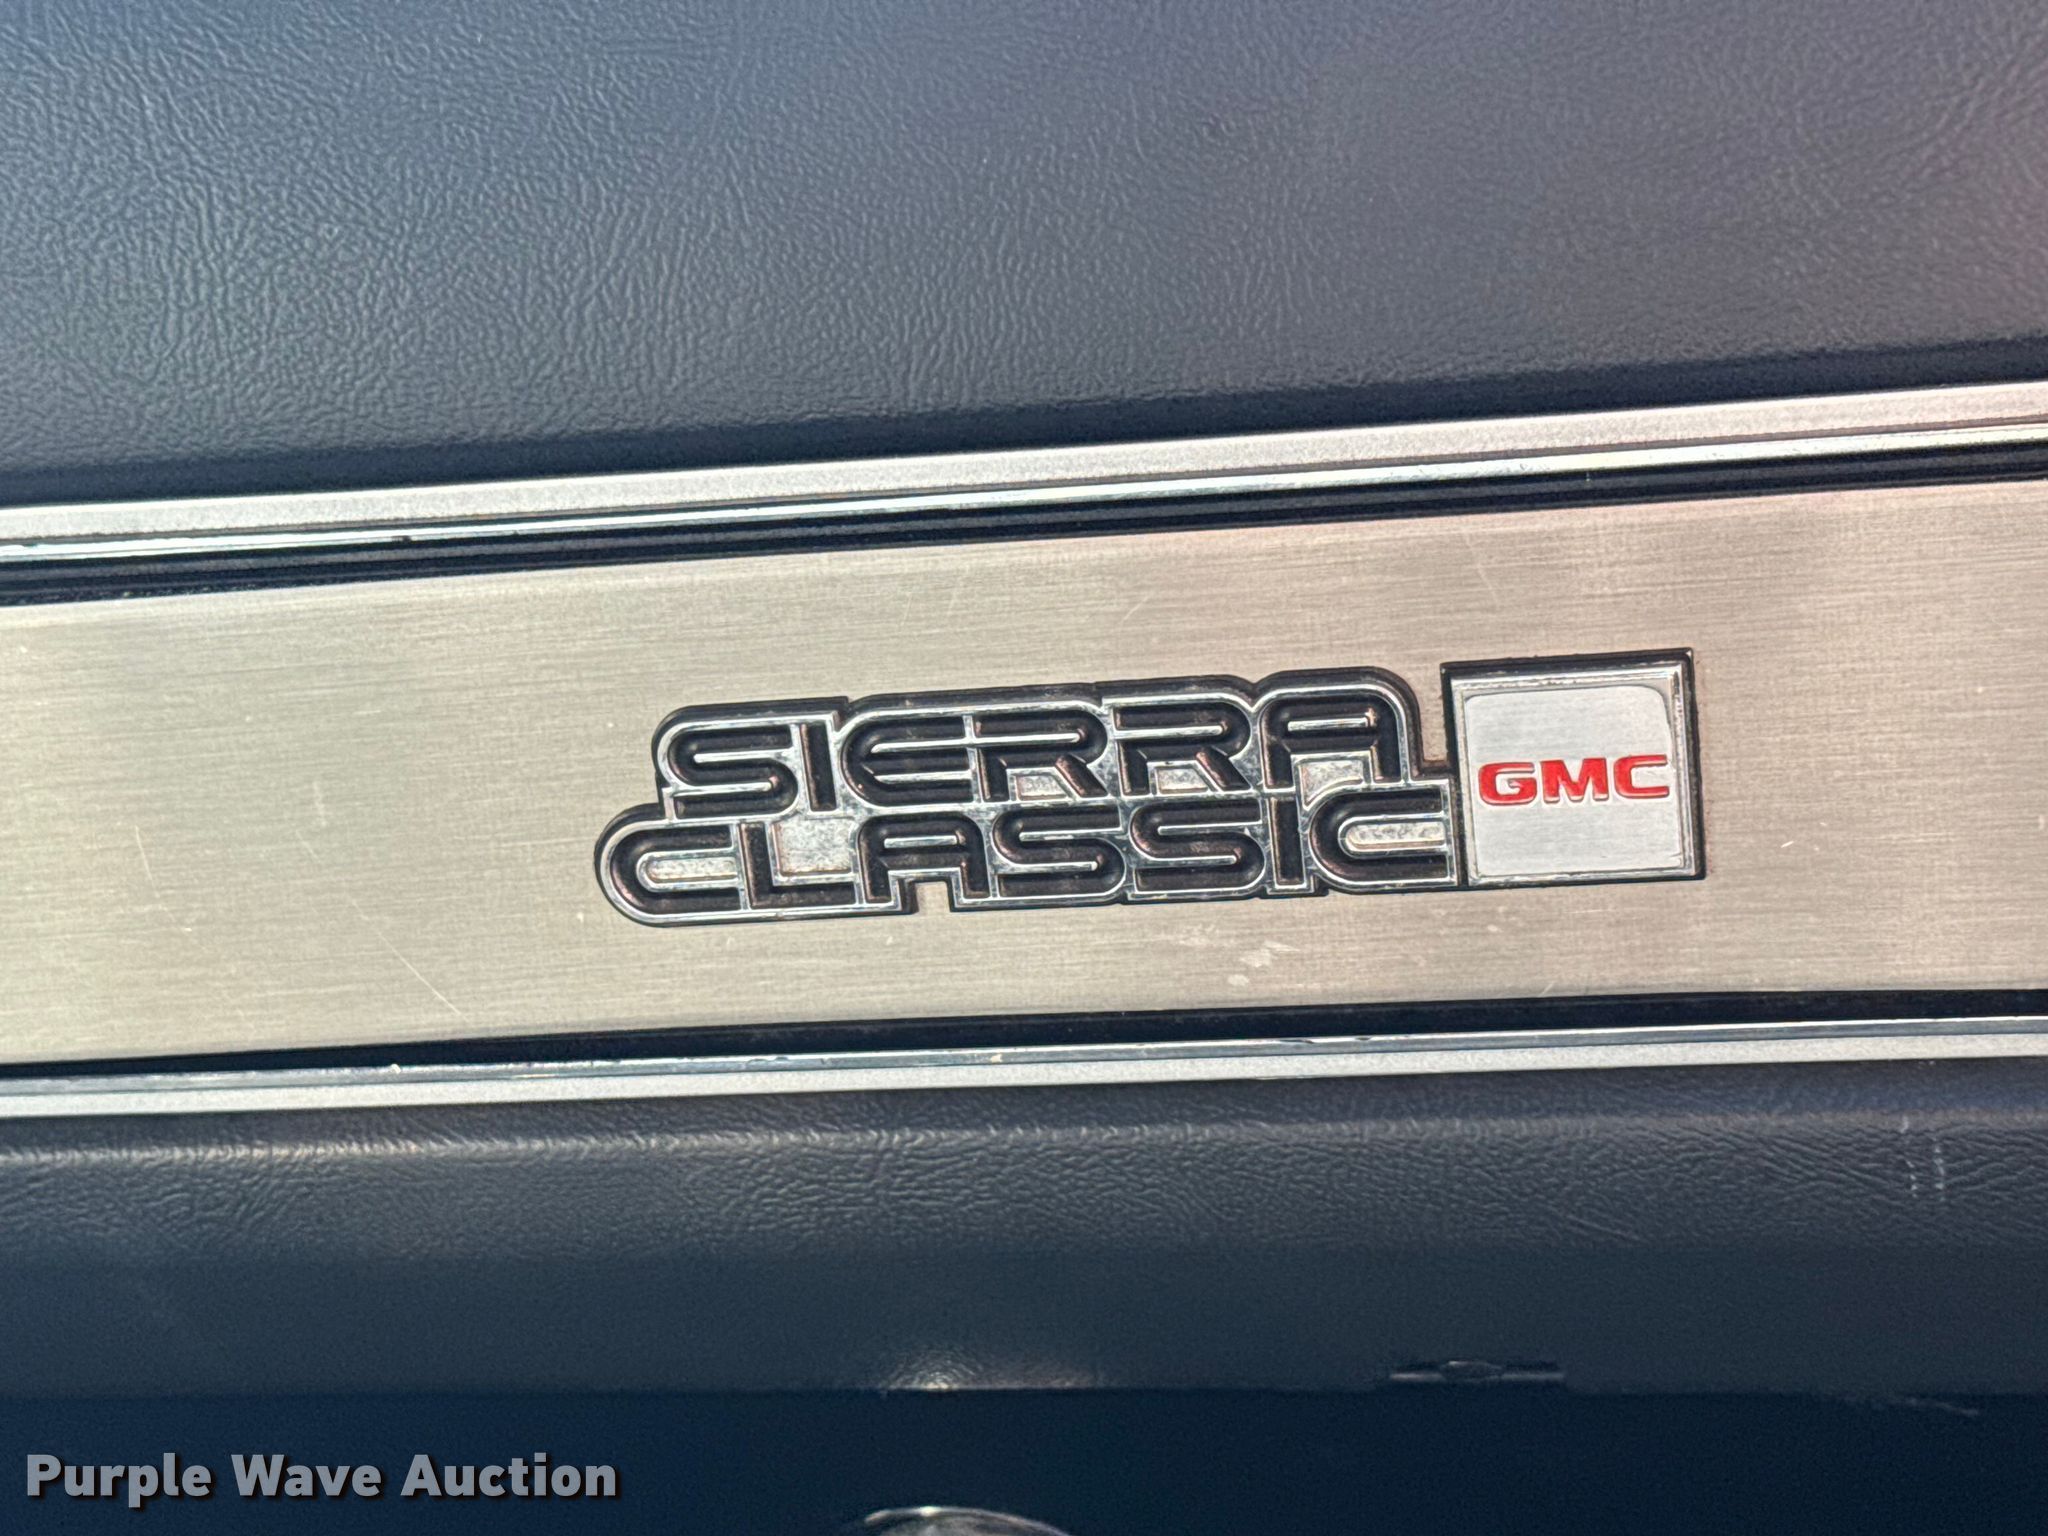 SIERRA
CLASSIC
GMC
Purple Wave Auction